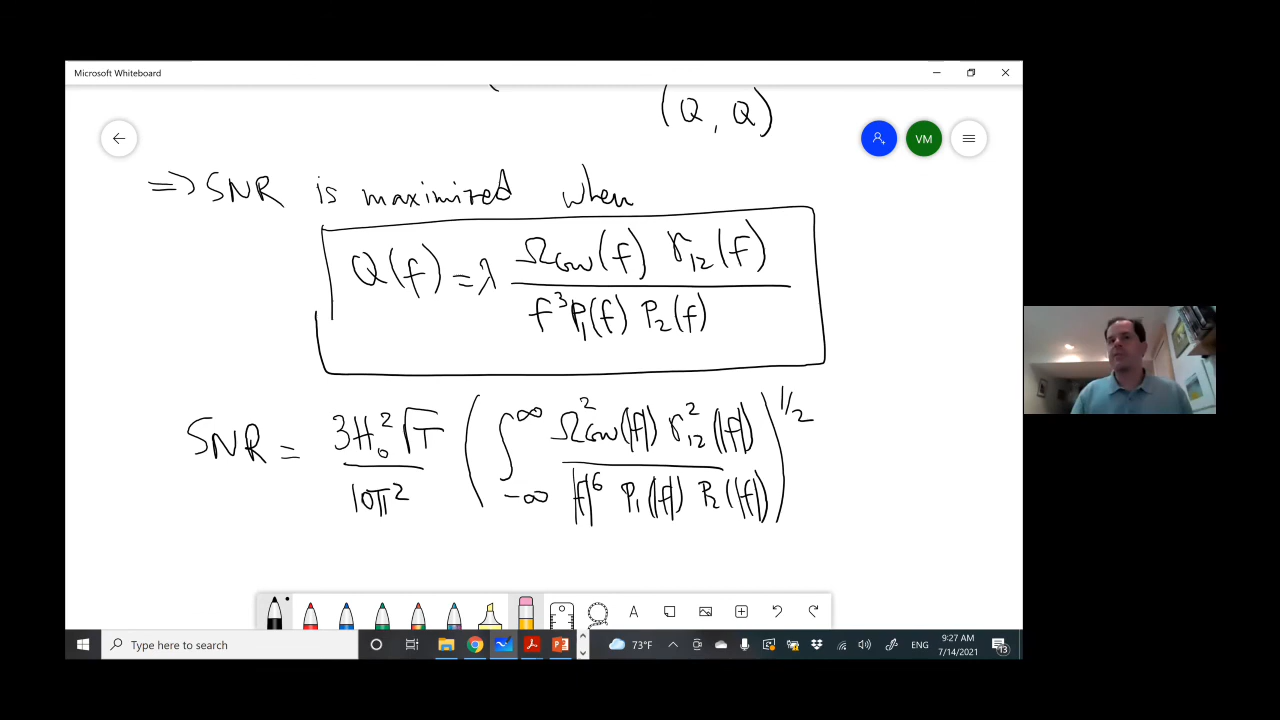 Microsoft Whiteboard
(Q, Q)
VM
=> SNR is maximized when
Q(f) = λ Ω_GW(f) γ_12(f) / f^3 P_1(f) P_2(f)
SNR = 3H_0^2 √T / 10π^2 ( ∫_-∞^∞ Ω^2_GW(|f|) γ^2_12(|f|) / |f|^6 P_1(|f|) P_2(|f|) )^1/2
A
Type here to search
73°F
ENG
9:27 AM
7/14/2021
13